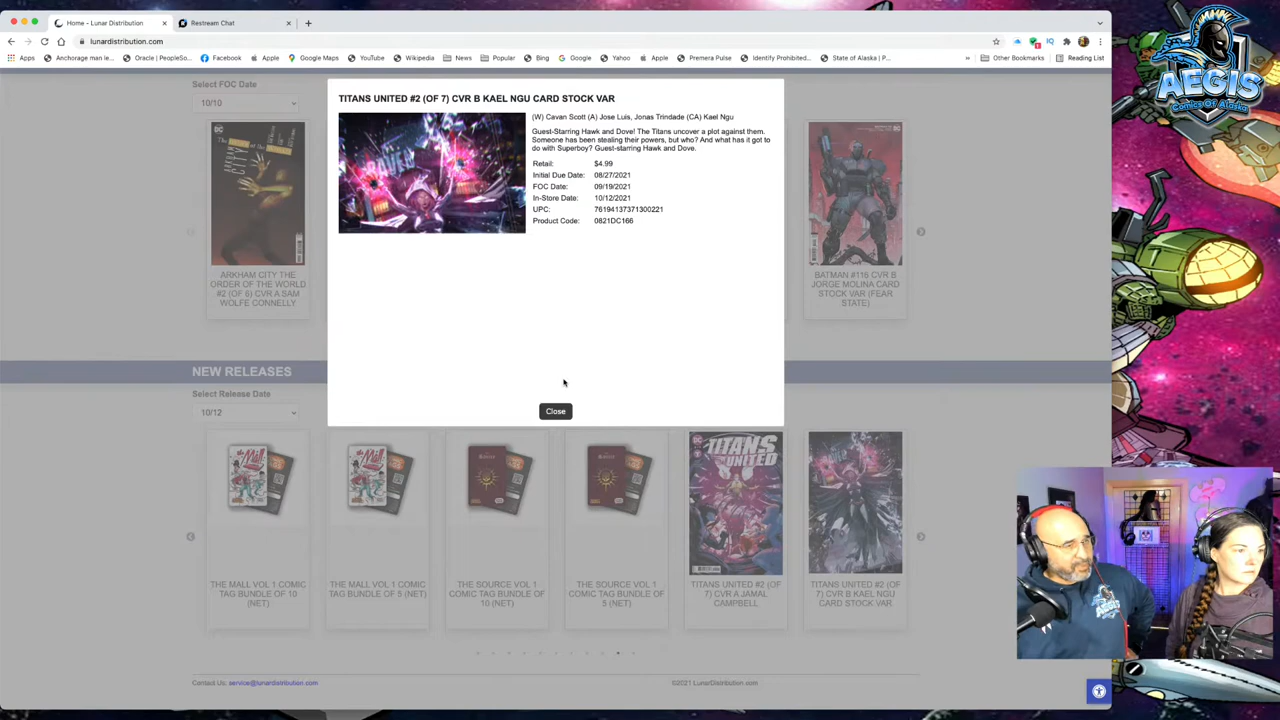 Home - Lunar Distribution
Restream Chat
lunardistribution.com
Apps
Anchorage man le...
Oracle | PeopleSo...
Facebook
Apple
Google Maps
YouTube
Wikipedia
News
Popular
Bing
Google
Yahoo
Apple
Premera Pulse
Identify Prohibited...
State of Alaska | P...
»
Other Bookmarks
Reading List
AEGIS
Comics Of Alaska
Select FOC Date
10/10
TITANS UNITED #2 (OF 7) CVR B KAEL NGU CARD STOCK VAR
(W) Cavan Scott (A) Jose Luis, Jonas Trindade (CA) Kael Ngu
Guest-Starring Hawk and Dove! The Titans uncover a plot against them.
Someone has been stealing their powers, but who? And what has it got to
do with Superboy? Guest-starring Hawk and Dove.
Retail: $4.99
Initial Due Date: 08/27/2021
FOC Date: 09/19/2021
In-Store Date: 10/12/2021
UPC: 76194137371300221
Product Code: 0821DC166
Close
ARKHAM CITY THE
ORDER OF THE WORLD
#2 (OF 6) CVR A SAM
WOLFE CONNELLY
BATMAN #116 CVR B
JORGE MOLINA CARD
STOCK VAR (FEAR
STATE)
NEW RELEASES
Select Release Date
10/12
TITANS
UNITED
THE MALL VOL 1 COMIC
TAG BUNDLE OF 10
(NET)
THE MALL VOL 1 COMIC
TAG BUNDLE OF 5 (NET)
THE SOURCE VOL 1
COMIC TAG BUNDLE OF
10 (NET)
THE SOURCE VOL 1
COMIC TAG BUNDLE OF
5 (NET)
TITANS UNITED #2 (OF
7) CVR A JAMAL
CAMPBELL
TITANS UNITED #2 (OF
7) CVR B KAEL NGU
CARD STOCK VAR
Contact Us: service@lunardistribution.com
©2021 LunarDistribution.com
AEGIS